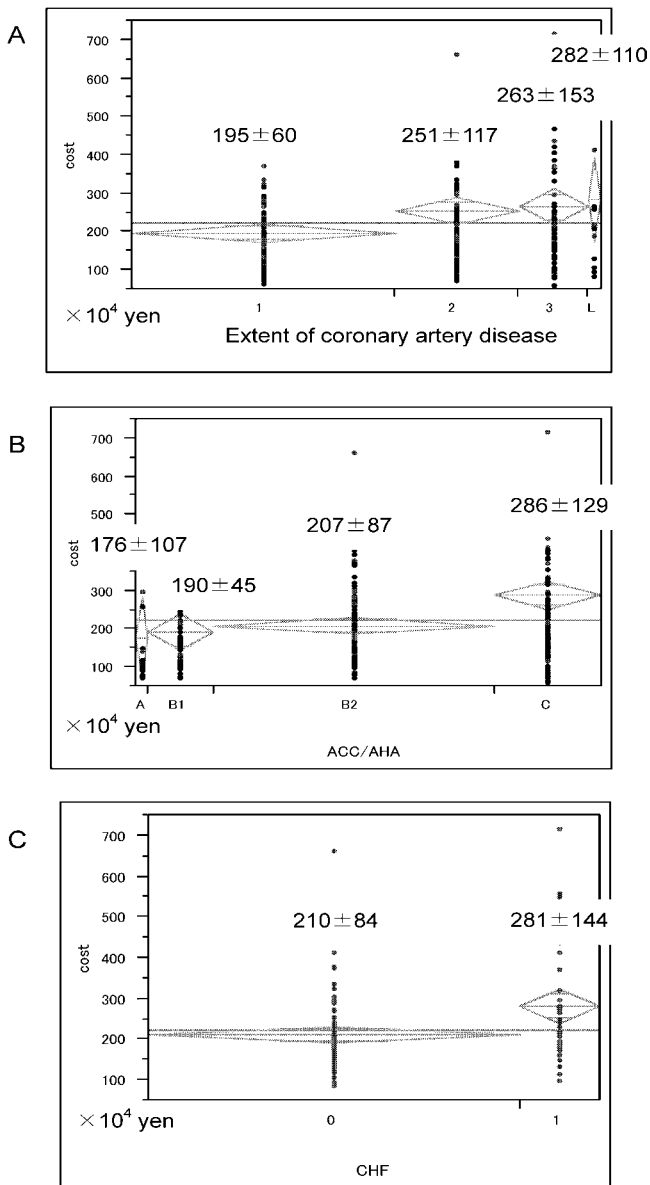 A
700
600
500
400
300
200
100
cost
195±60
251±117
263±153
282±110
1 2 3 L
×10⁴ yen
Extent of coronary artery disease
B
700
600
500
300
200
100
cost
176±107
190±45
207±87
286±129
A B1 B2 C
×10⁴ yen
ACC/AHA
C
700
600
500
400
300
200
100
cost
210±84
281±144
0 1
×10⁴ yen
CHF